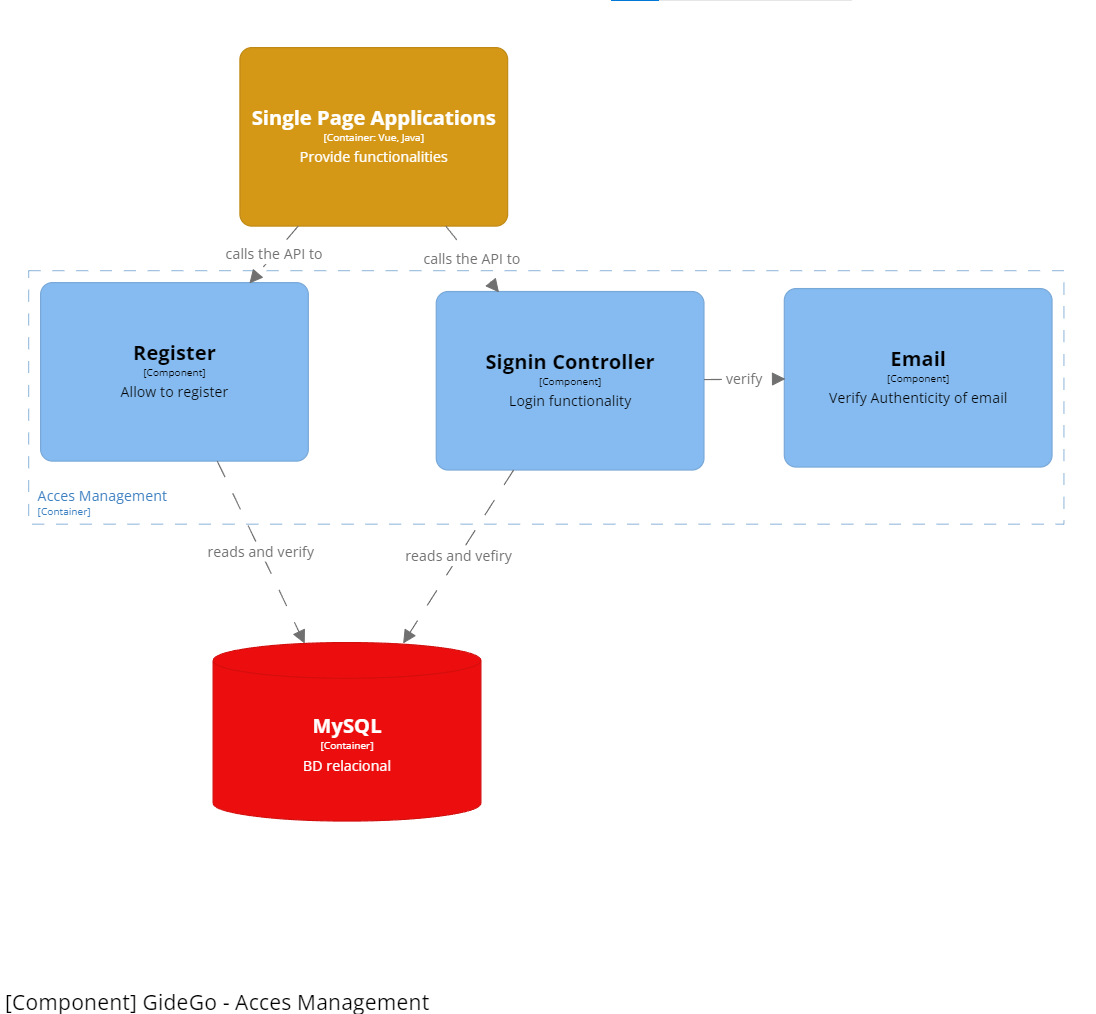 Single Page Applications
[Container: Vue, Java]
Provide functionalities
calls the API to
calls the API to
Register
[Component]
Allow to register
Signin Controller
[Component]
Login functionality
verify
Email
[Component]
Verify Authenticity of email
Acces Management
[Container]
reads and verify
reads and vefiry
MySQL
[Container]
BD relacional
[Component] GideGo - Acces Management